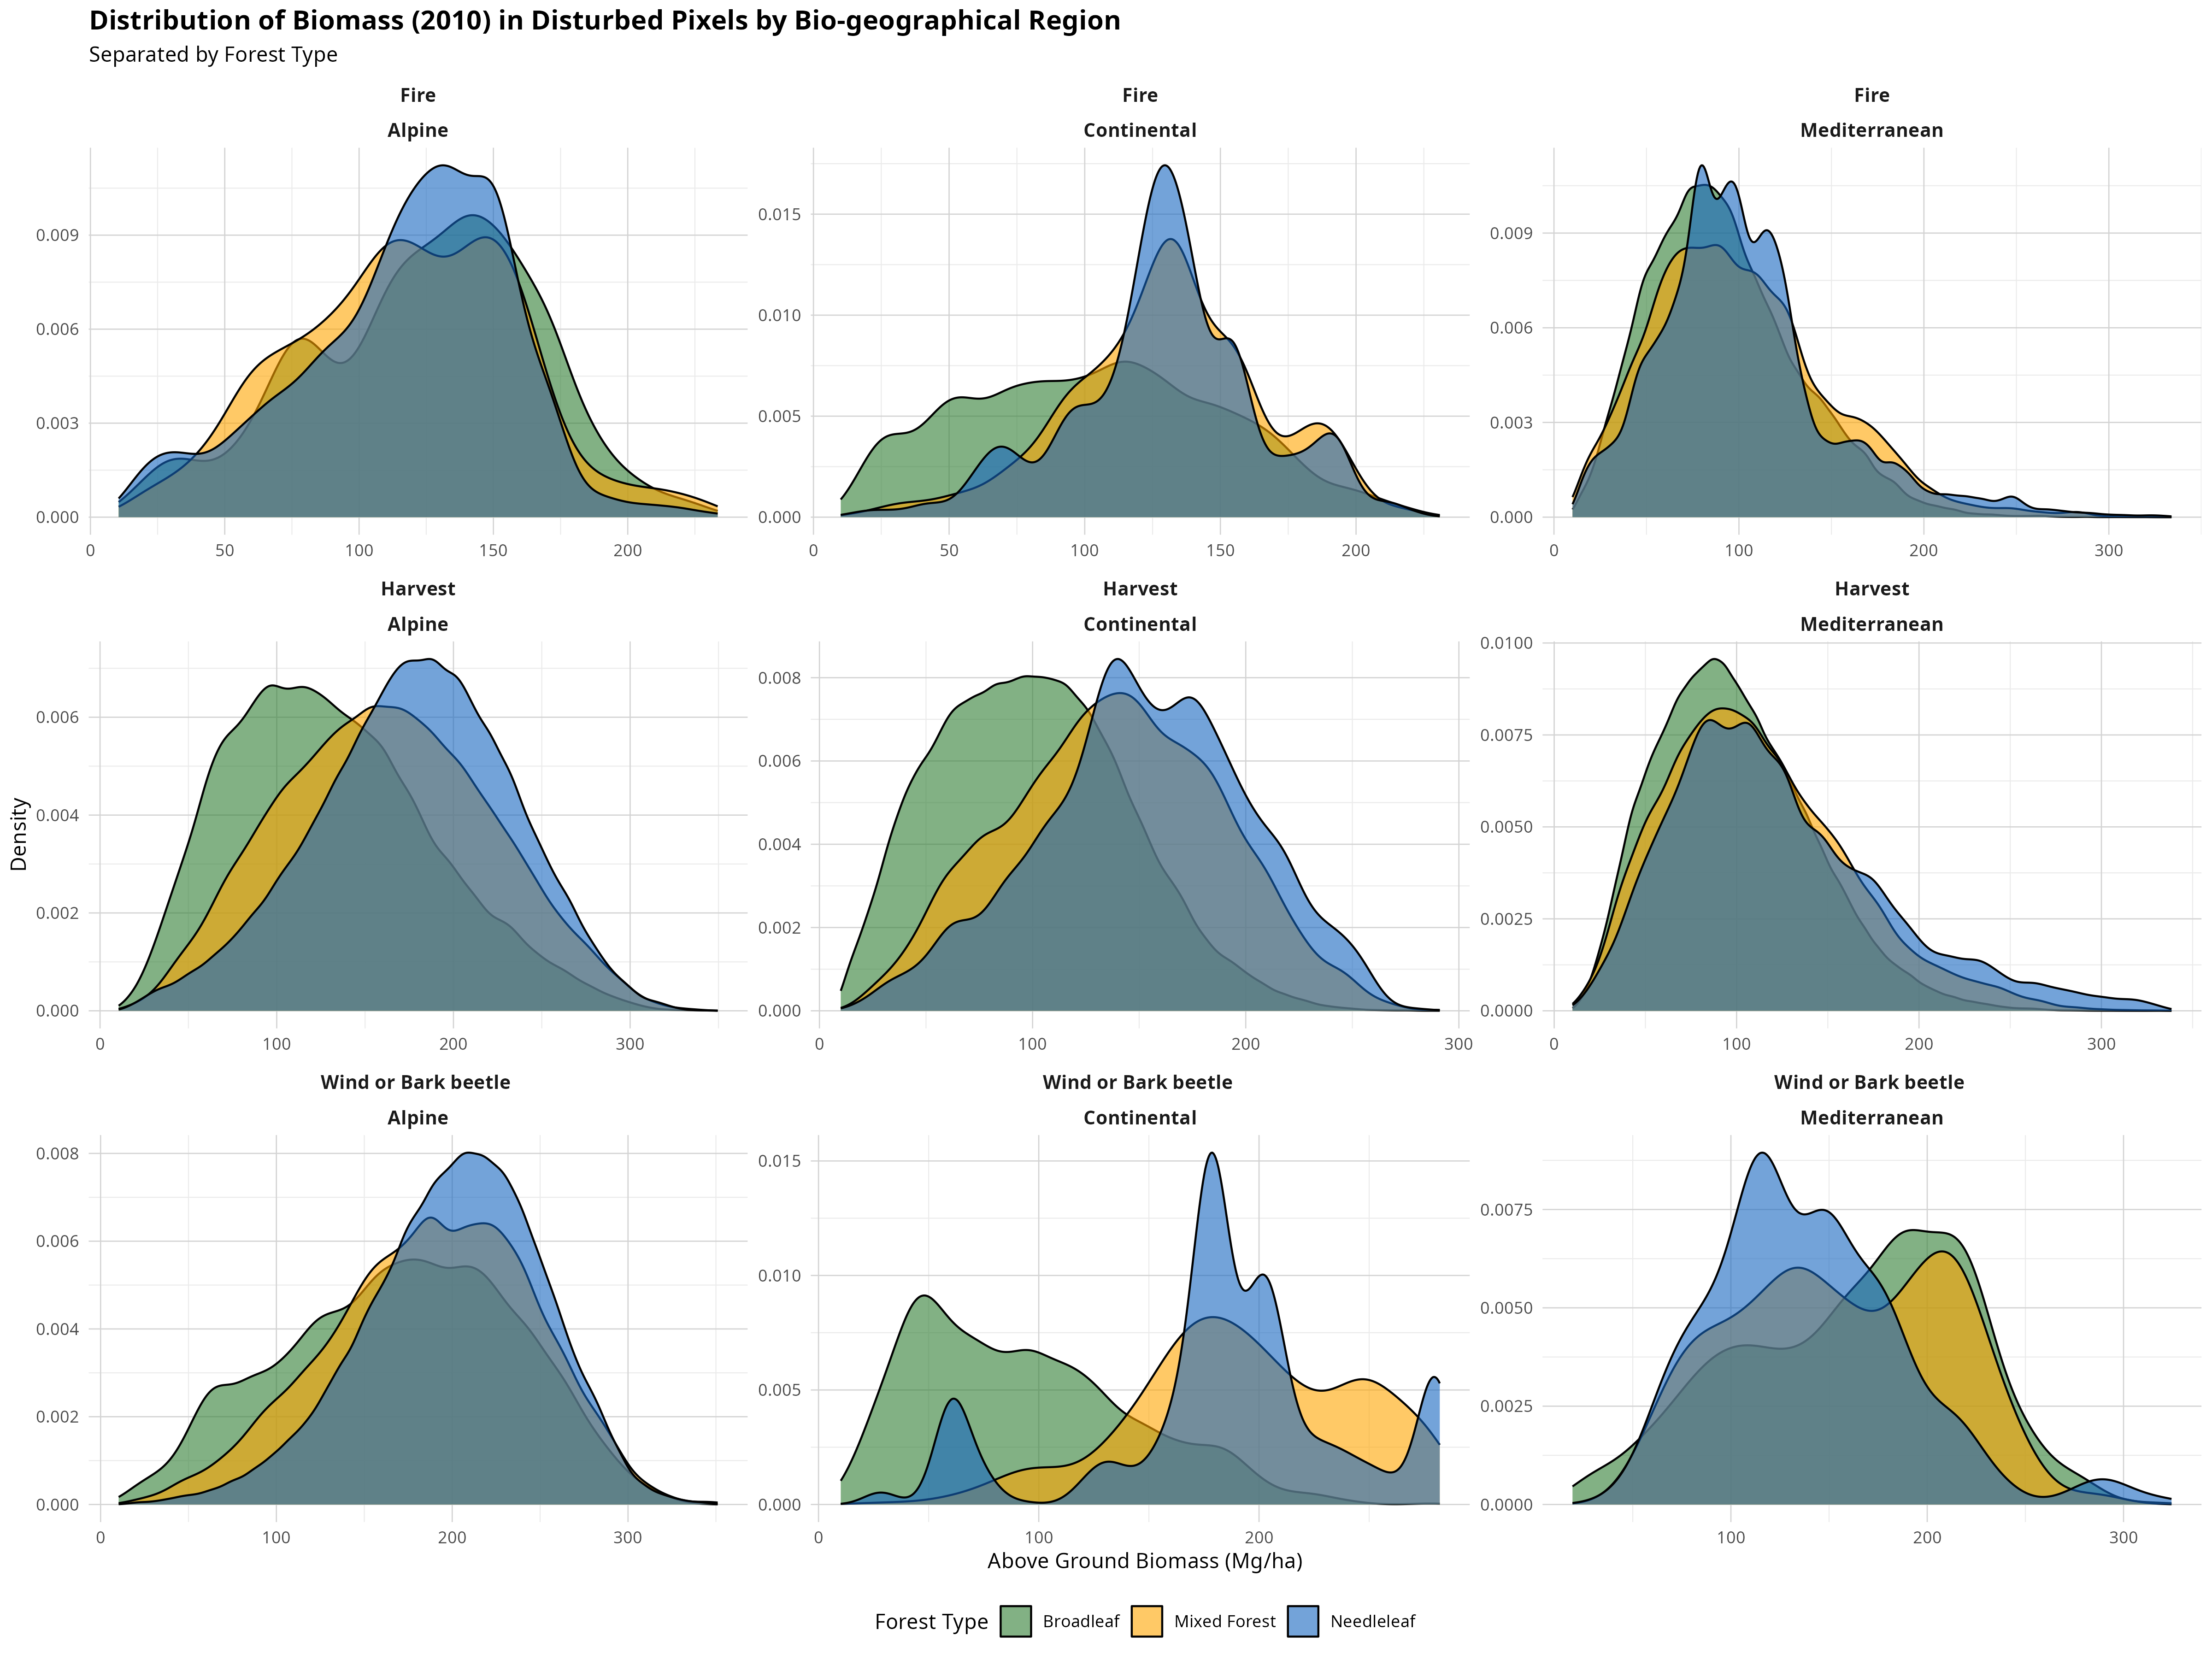 Distribution of Biomass (2010) in Disturbed Pixels by Bio-geographical Region
Separated by Forest Type
Fire
Alpine
0.009
0.006
0.003
0.000
0 50 100 150 200
Fire
Continental
0.015
0.010
0.005
0.000
0 50 100 150 200
Fire
Mediterranean
0.009
0.006
0.003
0.000
0 100 200 300
Density
Harvest
Alpine
0.006
0.004
0.002
0.000
0 100 200 300
Harvest
Continental
0.008
0.006
0.004
0.002
0.000
0 100 200 300
Harvest
Mediterranean
0.0100
0.0075
0.0050
0.0025
0.0000
0 100 200 300
Wind or Bark beetle
Alpine
0.008
0.006
0.004
0.002
0.000
0 100 200 300
Wind or Bark beetle
Continental
0.015
0.010
0.005
0.000
0 100 200
Wind or Bark beetle
Mediterranean
0.0075
0.0050
0.0025
0.0000
100 200 300
Above Ground Biomass (Mg/ha)
Forest Type Broadleaf Mixed Forest Needleleaf